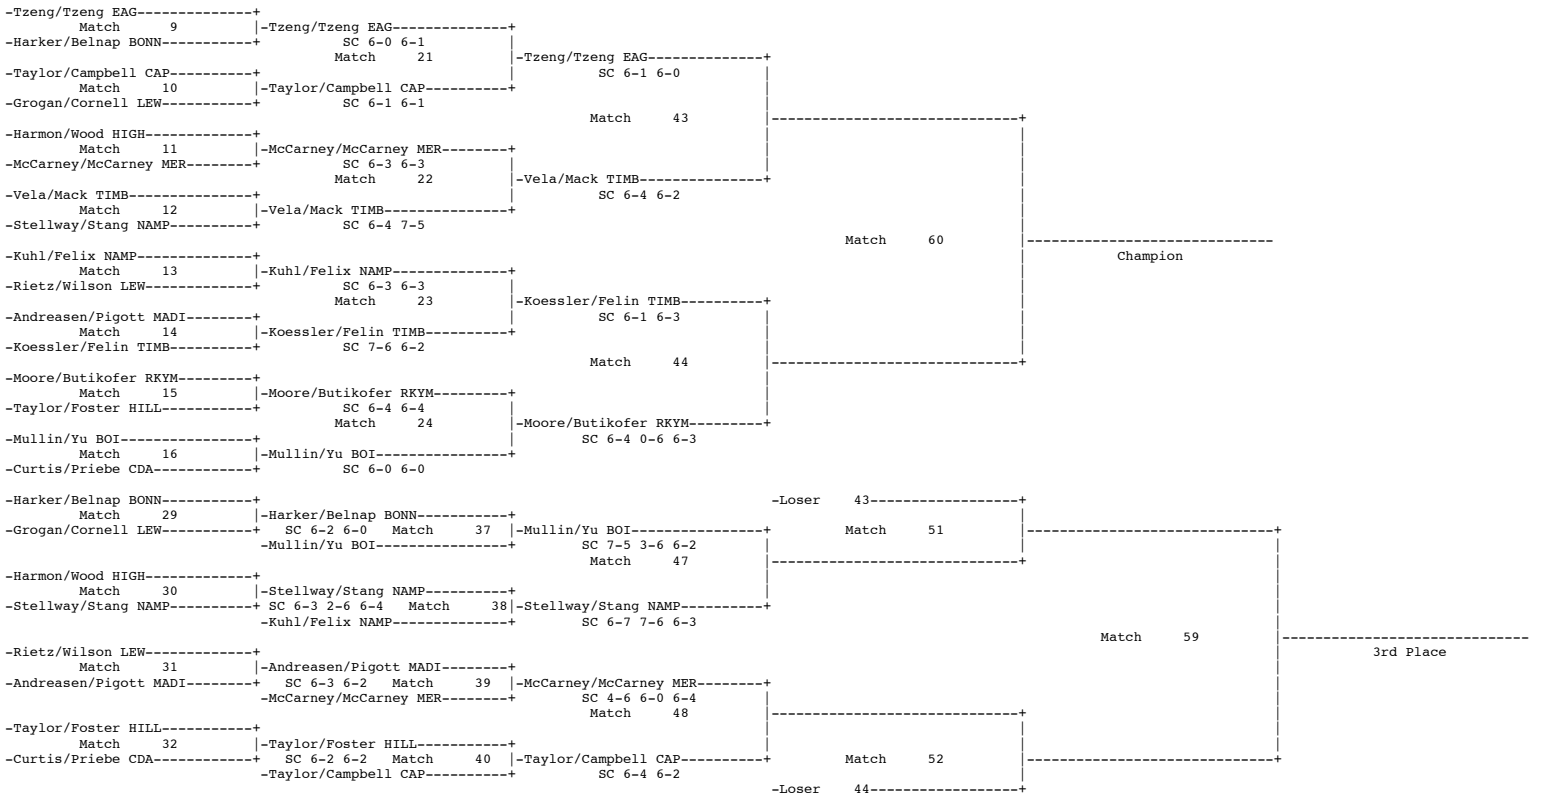 -Tzeng/Tzeng EAG--------------+
Match 9 |-Tzeng/Tzeng EAG--------------+
-Harker/Belnap BONN-----------+ SC 6-0 6-1 |
Match 21 |-Tzeng/Tzeng EAG--------------+
-Taylor/Campbell CAP----------+ | SC 6-1 6-0 |
Match 10 |-Taylor/Campbell CAP----------+ |
-Grogan/Cornell LEW-----------+ SC 6-1 6-1 |
Match 43 |------------------------------+
-Harmon/Wood HIGH-------------+ | |
Match 11 |-McCarney/McCarney MER--------+ | |
-McCarney/McCarney MER--------+ SC 6-3 6-3 | | |
Match 22 |-Vela/Mack TIMB---------------+ |
-Vela/Mack TIMB---------------+ | SC 6-4 6-2 |
Match 12 |-Vela/Mack TIMB---------------+ |
-Stellway/Stang NAMP----------+ SC 6-4 7-5 |
Match 60 |------------------------------
-Kuhl/Felix NAMP--------------+ | Champion
Match 13 |-Kuhl/Felix NAMP--------------+ |
-Rietz/Wilson LEW-------------+ SC 6-3 6-3 | |
Match 23 |-Koessler/Felin TIMB----------+ |
-Andreasen/Pigott MADI--------+ | SC 6-1 6-3 | |
Match 14 |-Koessler/Felin TIMB----------+ | |
-Koessler/Felin TIMB----------+ SC 7-6 6-2 | |
Match 44 |------------------------------+
-Moore/Butikofer RKYM---------+ |
Match 15 |-Moore/Butikofer RKYM---------+ |
-Taylor/Foster HILL-----------+ SC 6-4 6-4 | |
Match 24 |-Moore/Butikofer RKYM---------+
-Mullin/Yu BOI----------------+ | SC 6-4 0-6 6-3
Match 16 |-Mullin/Yu BOI----------------+
-Curtis/Priebe CDA------------+ SC 6-0 6-0
-Harker/Belnap BONN-----------+ -Loser 43------------------+
Match 29 |-Harker/Belnap BONN-----------+ |
-Grogan/Cornell LEW-----------+ SC 6-2 6-0 Match 37 |-Mullin/Yu BOI----------------+ Match 51 |------------------------------+
-Mullin/Yu BOI----------------+ SC 7-5 3-6 6-2 | | |
Match 47 |------------------------------+ |
-Harmon/Wood HIGH-------------+ | |
Match 30 |-Stellway/Stang NAMP----------+ | |
-Stellway/Stang NAMP----------+ SC 6-3 2-6 6-4 Match 38|-Stellway/Stang NAMP----------+ |
-Kuhl/Felix NAMP--------------+ SC 6-7 7-6 6-3 |
Match 59 |------------------------------
-Rietz/Wilson LEW-------------+ | 3rd Place
Match 31 |-Andreasen/Pigott MADI--------+ |
-Andreasen/Pigott MADI--------+ SC 6-3 6-2 Match 39 |-McCarney/McCarney MER--------+ |
-McCarney/McCarney MER--------+ SC 4-6 6-0 6-4 | |
Match 48 |------------------------------+ |
-Taylor/Foster HILL-----------+ | | |
Match 32 |-Taylor/Foster HILL-----------+ | | |
-Curtis/Priebe CDA------------+ SC 6-2 6-2 Match 40 |-Taylor/Campbell CAP----------+ Match 52 |------------------------------+
-Taylor/Campbell CAP----------+ SC 6-4 6-2 |
-Loser 44------------------+